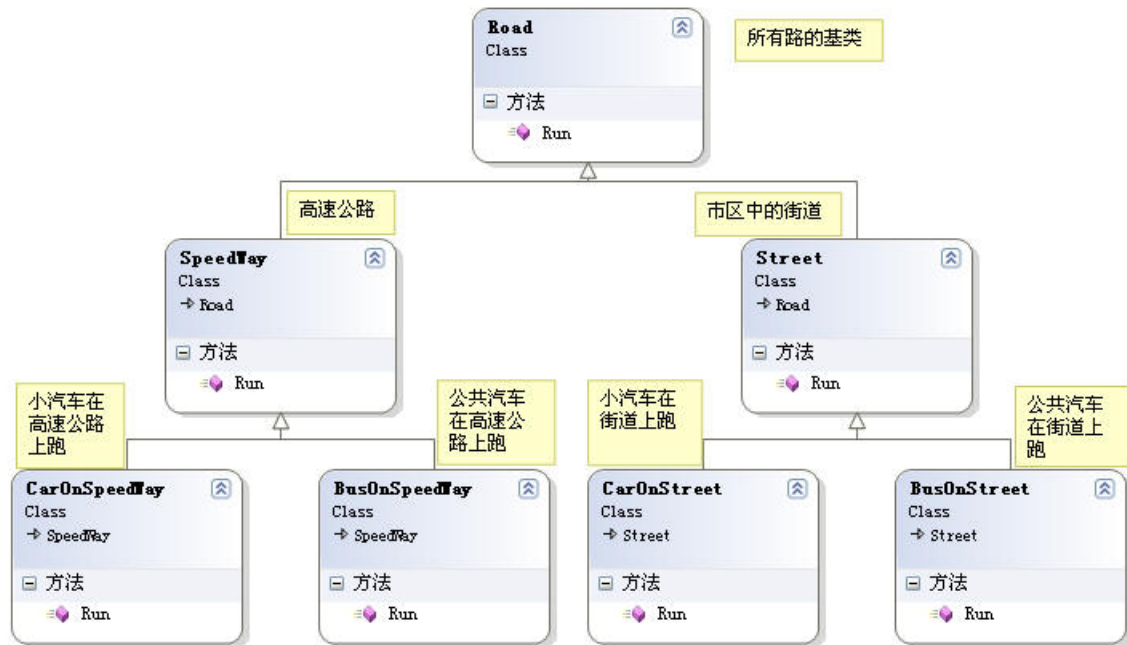 Road
Class
方法
Run
所有路的基类
高速公路
市区中的街道
SpeedWay
Class
Road
方法
Run
Street
Class
Road
方法
Run
小汽车在
高速公路
上跑
公共汽车
在高速公
路上跑
小汽车在
街道上跑
公共汽车
在街道上
跑
CarOnSpeedWay
Class
SpeedWay
方法
Run
BusOnSpeedWay
Class
SpeedWay
方法
Run
CarOnStreet
Class
Street
方法
Run
BusOnStreet
Class
Street
方法
Run